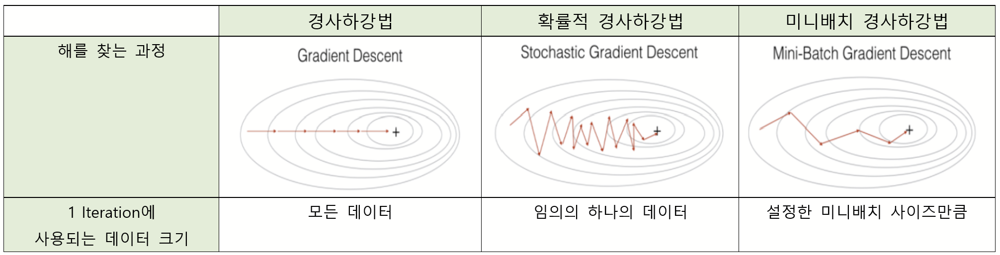 경사하강법
확률적 경사하강법
미니배치 경사하강법
해를 찾는 과정
Gradient Descent
Stochastic Gradient Descent
Mini-Batch Gradient Descent
1 Iteration에
사용되는 데이터 크기
모든 데이터
임의의 하나의 데이터
설정한 미니배치 사이즈만큼